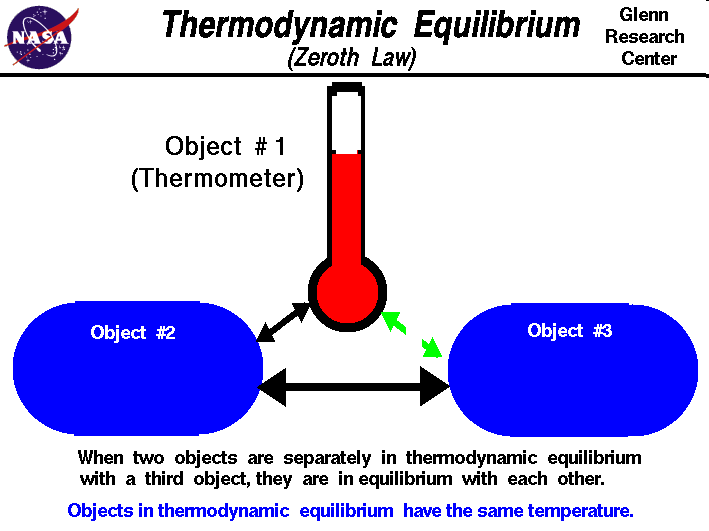 NASA
Thermodynamic Equilibrium
(Zeroth Law)
Glenn
Research
Center
Object # 1
(Thermometer)
Object #2
Object #3
When two objects are separately in thermodynamic equilibrium
with a third object, they are in equilibrium with each other.
Objects in thermodynamic equilibrium have the same temperature.